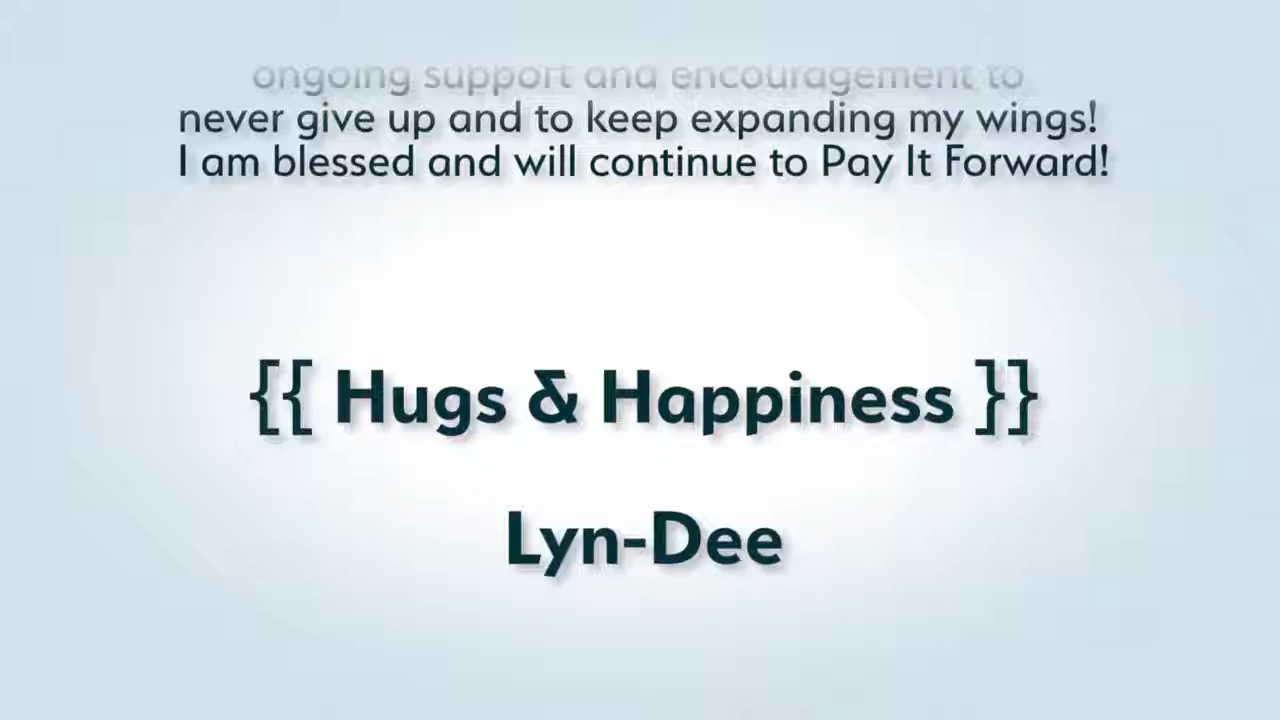 ongoing support and encouragement to
never give up and to keep expanding my wings!
I am blessed and will continue to Pay It Forward!
{{ Hugs & Happiness }}
Lyn-Dee